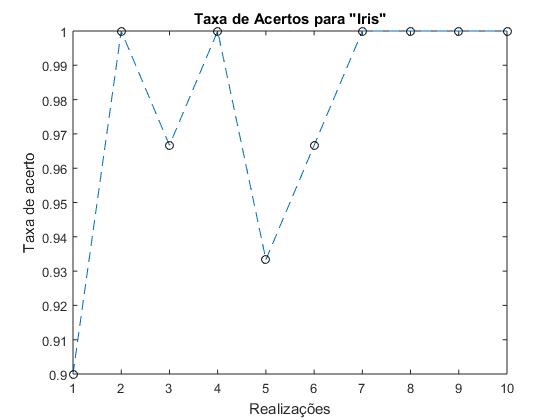 Taxa de Acertos para "Iris"
1
0.99
0.98
0.97
0.96
0.95
0.94
0.93
0.92
0.91
0.9
Taxa de acerto
1 2 3 4 5 6 7 8 9 10
Realizações